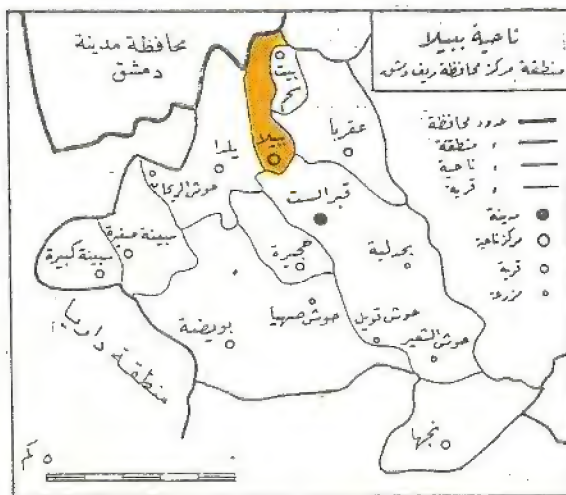 ناحية ببيلا
منطقة مركز محافظة ريف دمشق
محافظة مدينة
دمشق
حدود محافظة
» منطقة
» ناحية
» قرية
مدينة
مركز ناحية
قرية
مزرعة
بيت
سحم
ببيلا
يلدا
عقربا
حوش الريحان
قبر الست
سبينة صغيرة
سبينة كبيرة
حجيرة
بحدلية
حوش صهيا
حوش قويل
حوش الشعير
بويضة
منطقة داريا
نجها
٥ كم